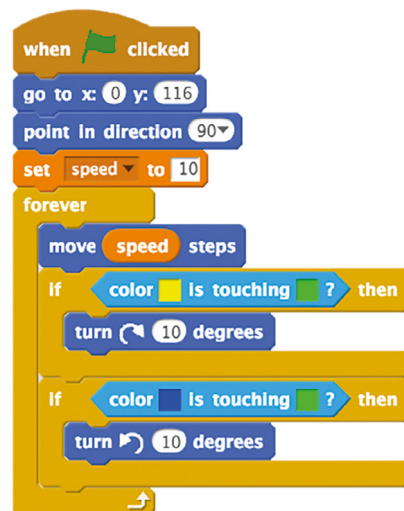 when clicked
go to x: 0 y: 116
point in direction 90
set speed to 10
forever
move speed steps
if color is touching ? then
turn 10 degrees
if color is touching ? then
turn 10 degrees